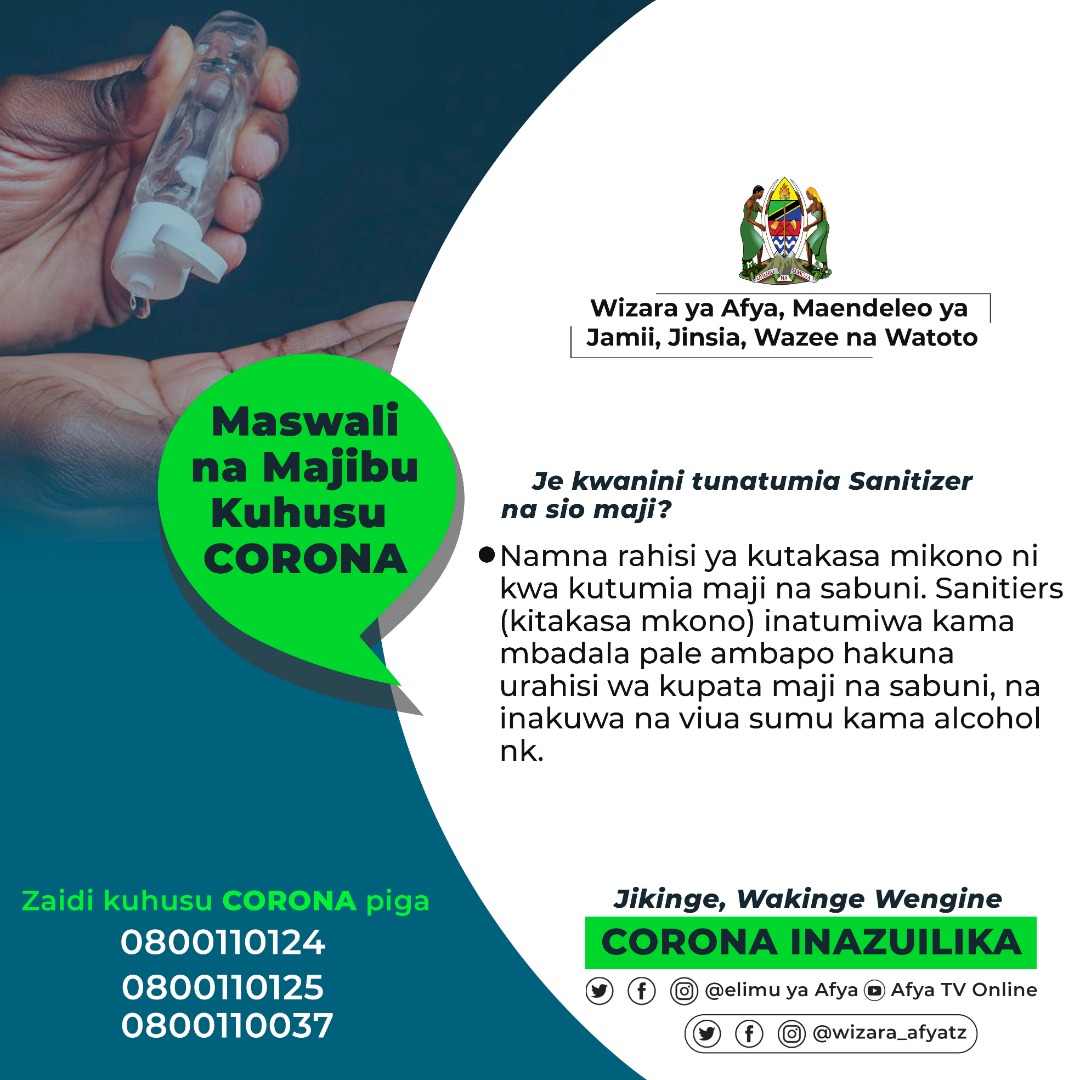 Wizara ya Afya, Maendeleo ya
Jamii, Jinsia, Wazee na Watoto
Maswali
na Majibu
Kuhusu
CORONA
Je kwanini tunatumia Sanitizer
na sio maji?
Namna rahisi ya kutakasa mikono ni
kwa kutumia maji na sabuni. Sanitiers
(kitakasa mkono) inatumiwa kama
mbadala pale ambapo hakuna
urahisi wa kupata maji na sabuni, na
inakuwa na viua sumu kama alcohol
nk.
Zaidi kuhusu CORONA piga
0800110124
0800110125
0800110037
Jikinge, Wakinge Wengine
CORONA INAZUILIKA
@elimu ya Afya Afya TV Online
@wizara_afyatz